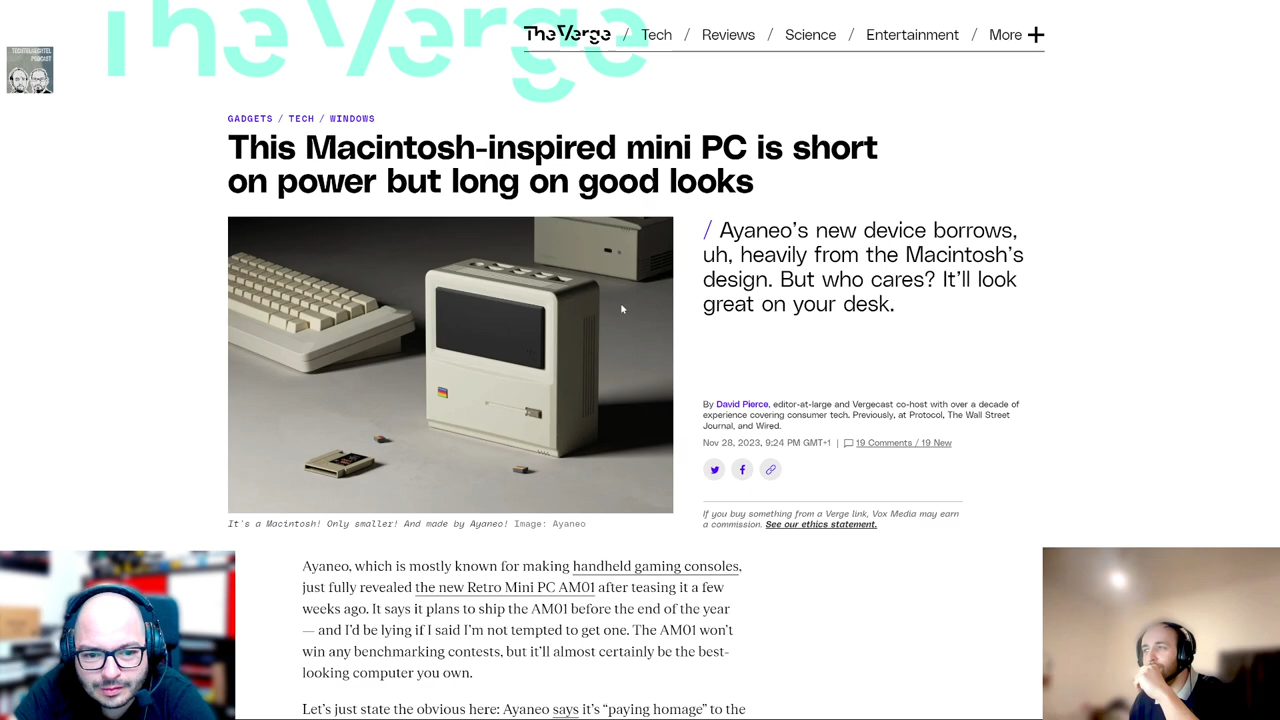 The Verge
The Verge / Tech / Reviews / Science / Entertainment / More +
TECHTELMECHTEL
PODCAST
GADGETS / TECH / WINDOWS
This Macintosh-inspired mini PC is short
on power but long on good looks
/ Ayaneo’s new device borrows,
uh, heavily from the Macintosh’s
design. But who cares? It’ll look
great on your desk.
By David Pierce, editor-at-large and Vergecast co-host with over a decade of
experience covering consumer tech. Previously, at Protocol, The Wall Street
Journal, and Wired.
Nov 28, 2023, 9:24 PM GMT+1 | 19 Comments / 19 New
If you buy something from a Verge link, Vox Media may earn
a commission. See our ethics statement.
It's a Macintosh! Only smaller! And made by Ayaneo! Image: Ayaneo
Ayaneo, which is mostly known for making handheld gaming consoles,
just fully revealed the new Retro Mini PC AM01 after teasing it a few
weeks ago. It says it plans to ship the AM01 before the end of the year
— and I’d be lying if I said I’m not tempted to get one. The AM01 won’t
win any benchmarking contests, but it’ll almost certainly be the best-
looking computer you own.
Let’s just state the obvious here: Ayaneo says it’s “paying homage” to the